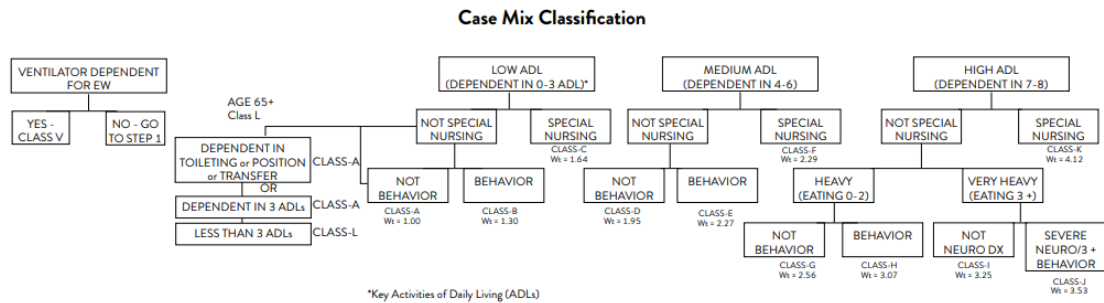 Case Mix Classification
VENTILATOR DEPENDENT
FOR EW
YES -
CLASS V
NO - GO
TO STEP 1
AGE 65+
Class L
DEPENDENT IN
TOILETING or POSITION
or TRANSFER
CLASS-A
OR
DEPENDENT IN 3 ADLs
CLASS-A
LESS THAN 3 ADLs
CLASS-L
LOW ADL
(DEPENDENT IN 0-3 ADL)*
NOT SPECIAL
NURSING
SPECIAL
NURSING
CLASS-C
Wt = 1.64
NOT
BEHAVIOR
CLASS-A
Wt = 1.00
BEHAVIOR
CLASS-B
Wt = 1.30
MEDIUM ADL
(DEPENDENT IN 4-6)
NOT SPECIAL
NURSING
SPECIAL
NURSING
CLASS-F
Wt = 2.29
NOT
BEHAVIOR
CLASS-D
Wt = 1.95
BEHAVIOR
CLASS-E
Wt = 2.27
HIGH ADL
(DEPENDENT IN 7-8)
NOT SPECIAL
NURSING
SPECIAL
NURSING
CLASS-K
Wt = 4.12
HEAVY
(EATING 0-2)
VERY HEAVY
(EATING 3 +)
NOT
BEHAVIOR
CLASS-G
Wt = 2.56
BEHAVIOR
CLASS-H
Wt = 3.07
NOT
NEURO DX
CLASS-I
Wt = 3.25
SEVERE
NEURO/3 +
BEHAVIOR
CLASS-J
Wt = 3.53
*Key Activities of Daily Living (ADLs)